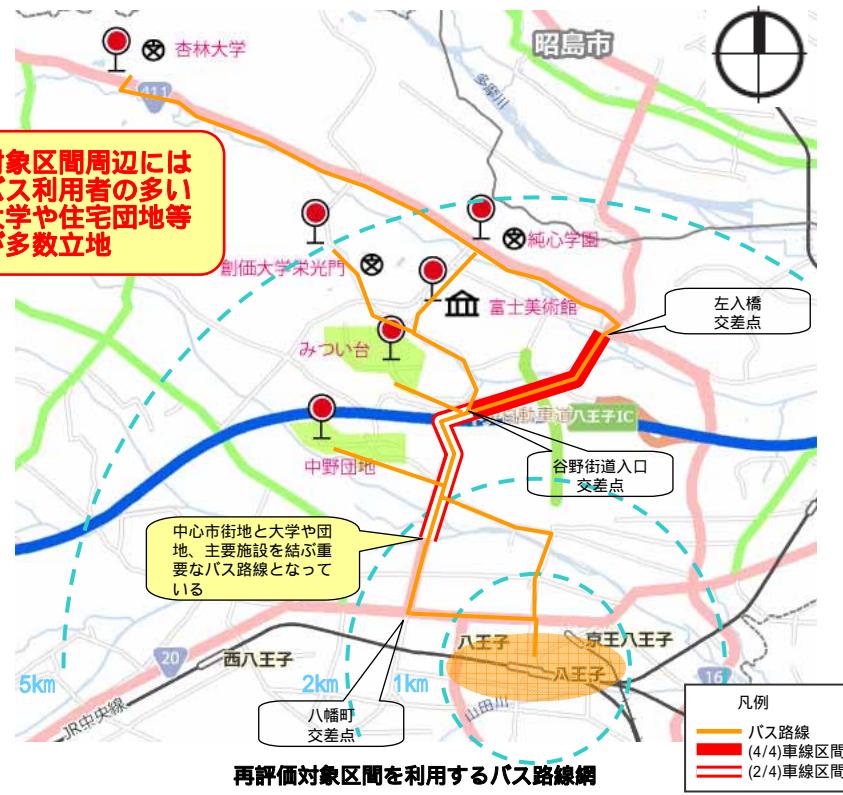 杏林大学
昭島市
多摩川
411
対象区間周辺には
バス利用者の多い
大学や住宅団地等
が多数立地
純心学園
創価大学栄光門
富士美術館
左入橋
交差点
みつい台
自動車道
八王子IC
谷野街道入口
交差点
中野団地
中心市街地と大学や団
地、主要施設を結ぶ重
要なバス路線となって
いる
八王子
京王八王子
西八王子
八王子
20
16
5km
2km
1km
山田川
JR中央線
八幡町
交差点
凡例
バス路線
(4/4)車線区間
(2/4)車線区間
再評価対象区間を利用するバス路線網